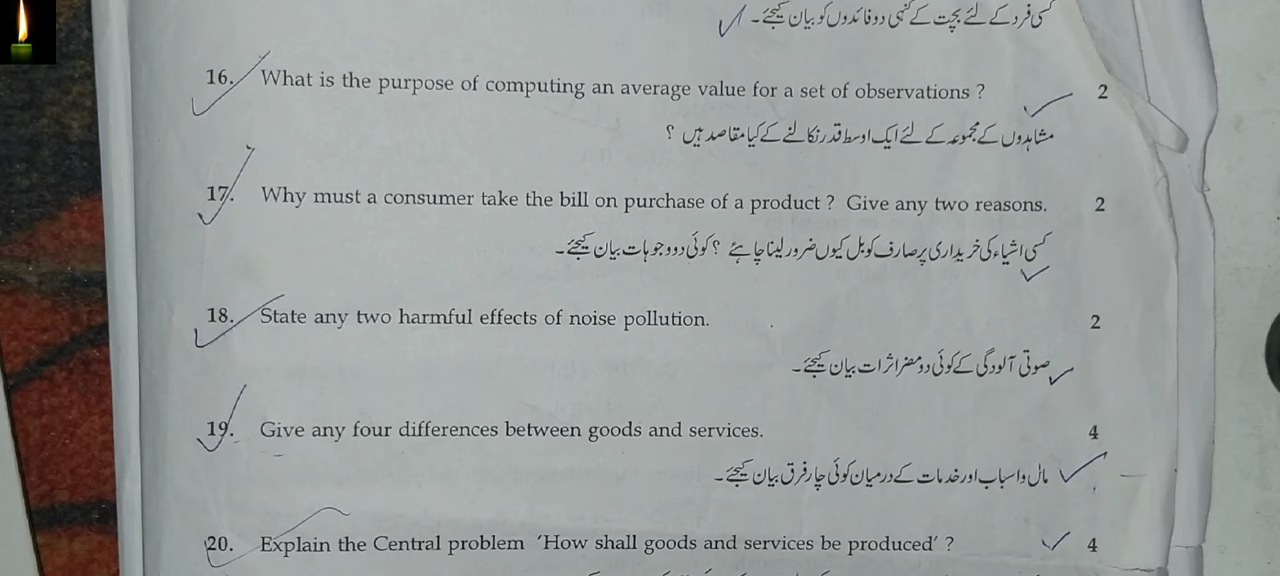 کسی فرد کے لئے بچت کے کنہی دو فائدوں کو بیان کیجئے۔
16. What is the purpose of computing an average value for a set of observations ? 2
مشاہدوں کے مجموعہ کے لئے ایک اوسط قدر نکالنے کے کیا مقاصد ہیں ؟
17. Why must a consumer take the bill on purchase of a product ? Give any two reasons. 2
کسی اشیاء کی خریداری پر صارف کو بل کیوں ضرور لینا چاہئے ؟ کوئی دو وجوہات بیان کیجئے۔
18. State any two harmful effects of noise pollution. 2
صوتی آلودگی کے کوئی دو مضر اثرات بیان کیجئے۔
19. Give any four differences between goods and services. 4
مال و اسباب اور خدمات کے درمیان کوئی چار فرق بیان کیجئے۔
20. Explain the Central problem 'How shall goods and services be produced' ? 4